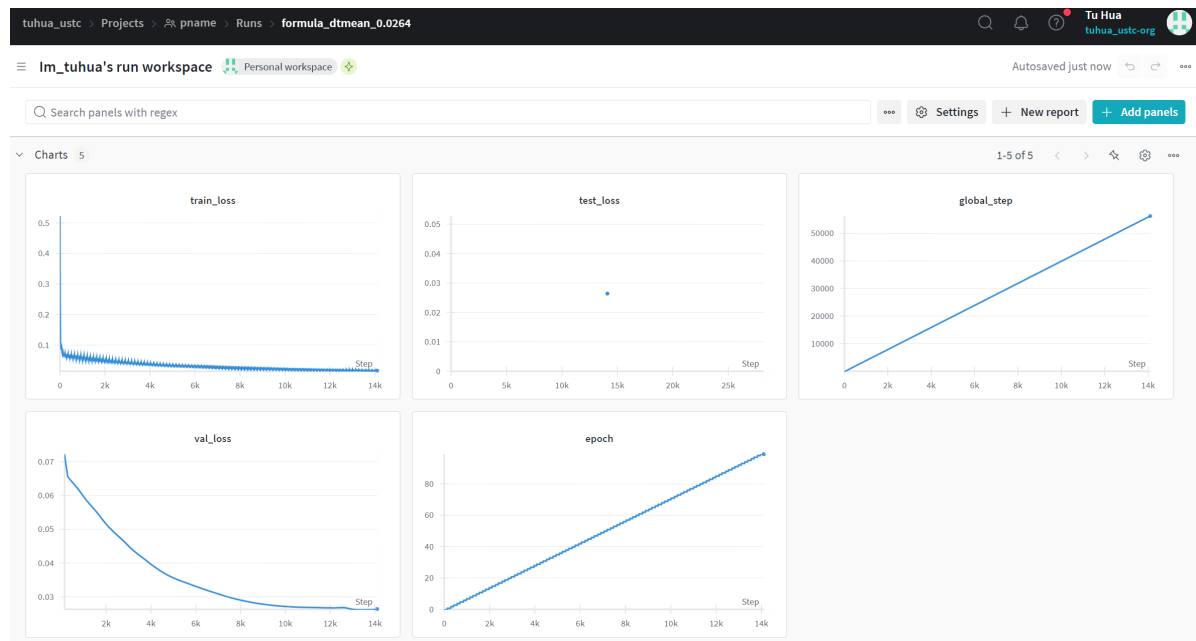 tuhua_ustc > Projects > pname > Runs > formula_dtmean_0.0264
Tu Hua
tuhua_ustc-org
Im_tuhua's run workspace Personal workspace Autosaved just now
Search panels with regex Settings + New report + Add panels
Charts 5 1-5 of 5
train_loss
0.5
0.4
0.3
0.2
0.1
Step
0 2k 4k 6k 8k 10k 12k 14k
test_loss
0.05
0.04
0.03
0.02
0.01
0
Step
0 5k 10k 15k 20k 25k
global_step
50000
40000
30000
20000
10000
Step
0 2k 4k 6k 8k 10k 12k 14k
val_loss
0.07
0.06
0.05
0.04
0.03
Step
2k 4k 6k 8k 10k 12k 14k
epoch
80
60
40
20
0
Step
0 2k 4k 6k 8k 10k 12k 14k